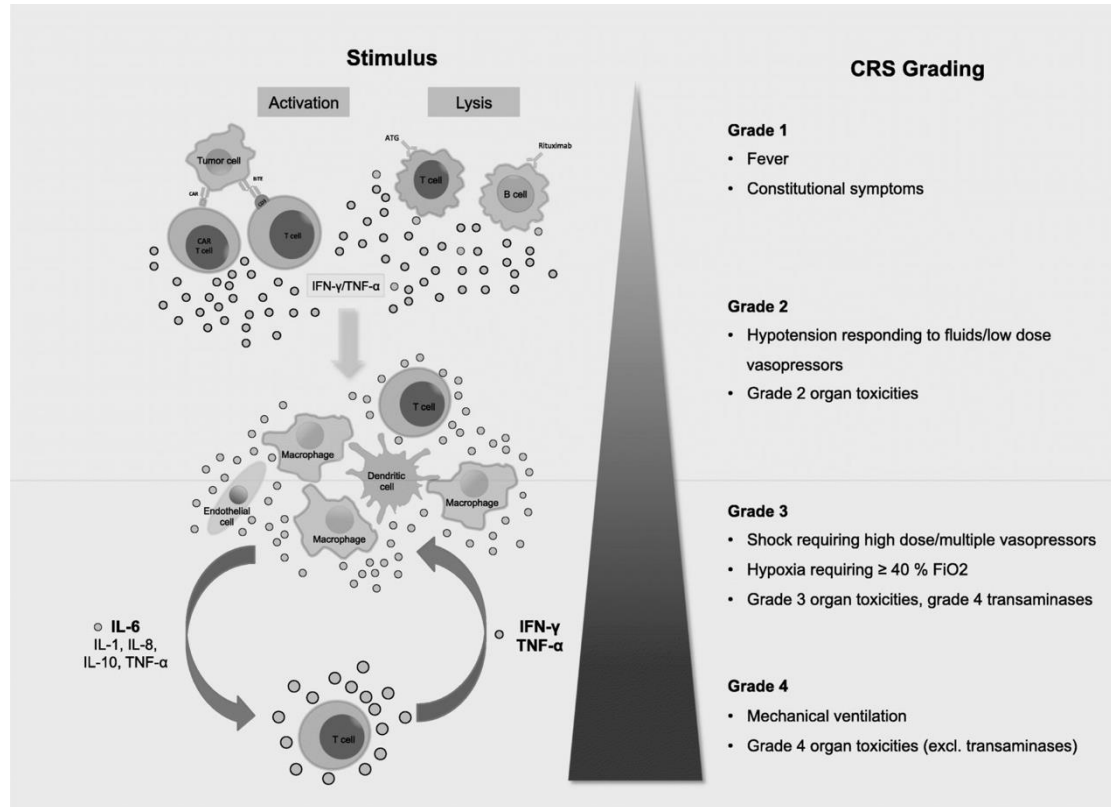 Stimulus
Activation
Lysis
ATG
Rituximab
Tumor cell
T cell
B cell
CAR
BiTE
CD3
CAR
T cell
T cell
IFN-γ/TNF-α
T cell
Macrophage
Dendritic
cell
Macrophage
Endothelial
cell
Macrophage
IL-6
IL-1, IL-8,
IL-10, TNF-α
IFN-γ
TNF-α
T cell
CRS Grading
Grade 1
• Fever
• Constitutional symptoms
Grade 2
• Hypotension responding to fluids/low dose
vasopressors
• Grade 2 organ toxicities
Grade 3
• Shock requiring high dose/multiple vasopressors
• Hypoxia requiring ≥ 40 % FiO2
• Grade 3 organ toxicities, grade 4 transaminases
Grade 4
• Mechanical ventilation
• Grade 4 organ toxicities (excl. transaminases)